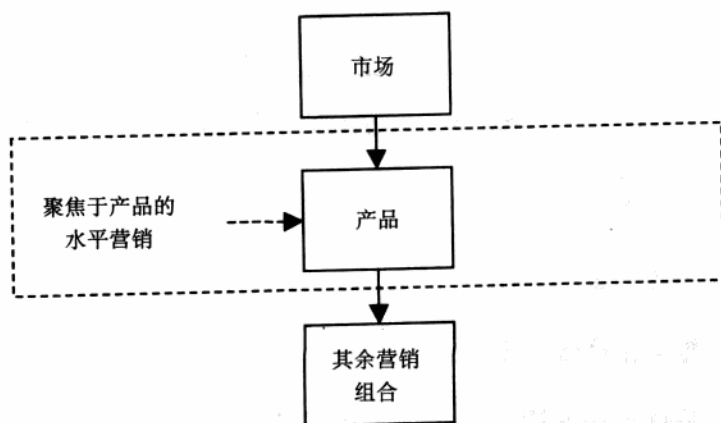 市场
聚焦于产品的
水平营销
产品
其余营销
组合